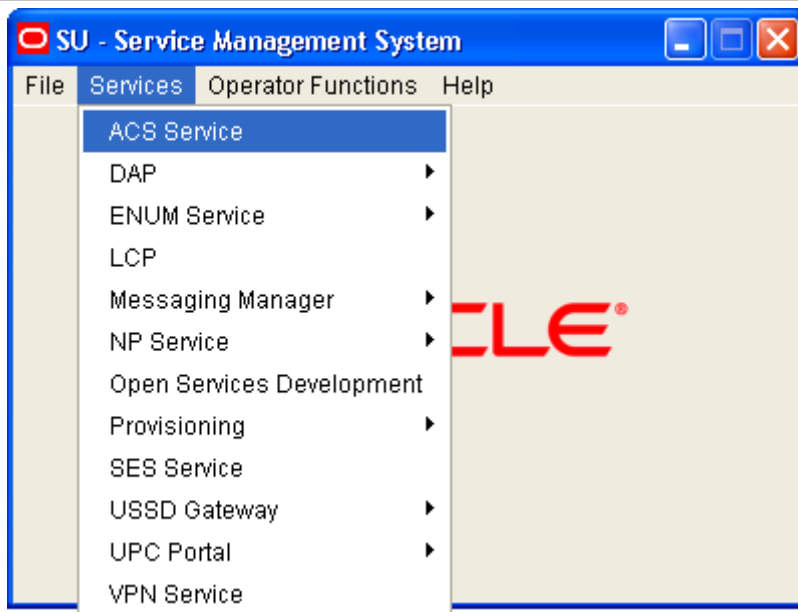 SU - Service Management System
File Services Operator Functions Help
ACS Service
DAP
ENUM Service
LCP
Messaging Manager
NP Service
Open Services Development
Provisioning
SES Service
USSD Gateway
UPC Portal
VPN Service
CLE®